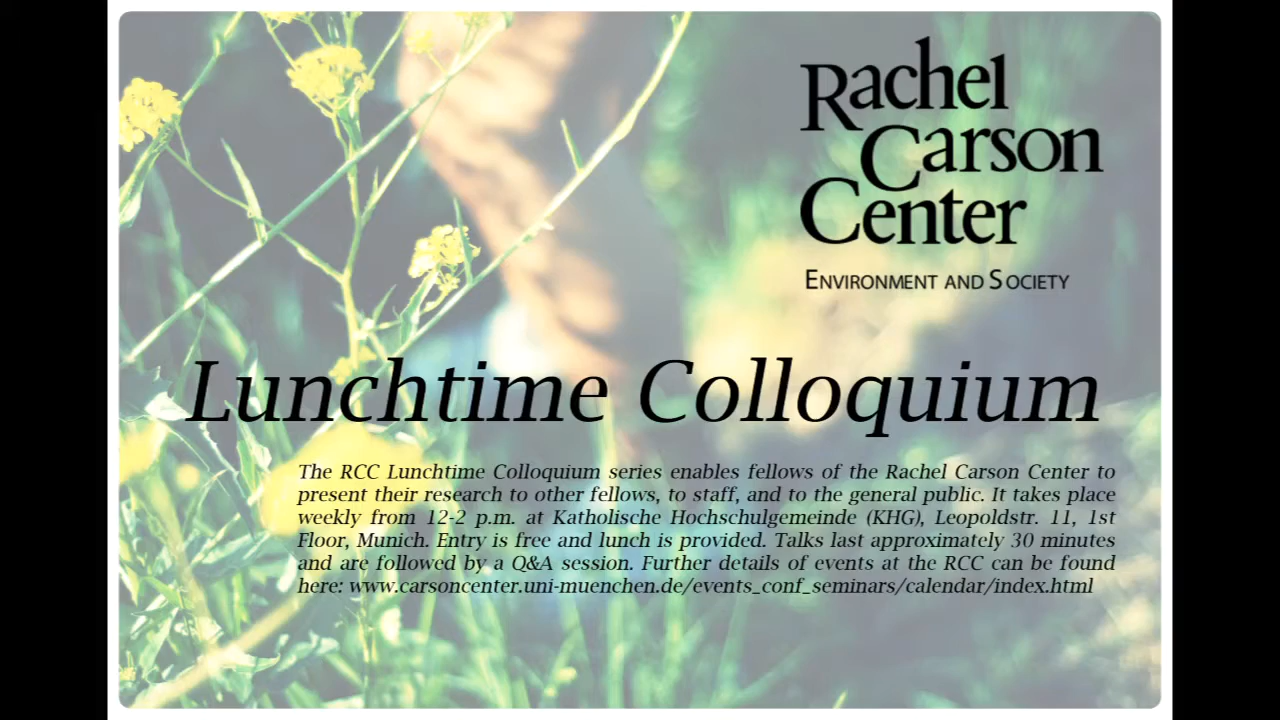 Rachel
Carson
Center
ENVIRONMENT AND SOCIETY
Lunchtime Colloquium
The RCC Lunchtime Colloquium series enables fellows of the Rachel Carson Center to
present their research to other fellows, to staff, and to the general public. It takes place
weekly from 12-2 p.m. at Katholische Hochschulgemeinde (KHG), Leopoldstr. 11, 1st
Floor, Munich. Entry is free and lunch is provided. Talks last approximately 30 minutes
and are followed by a Q&A session. Further details of events at the RCC can be found
here: www.carsoncenter.uni-muenchen.de/events_conf_seminars/calendar/index.html